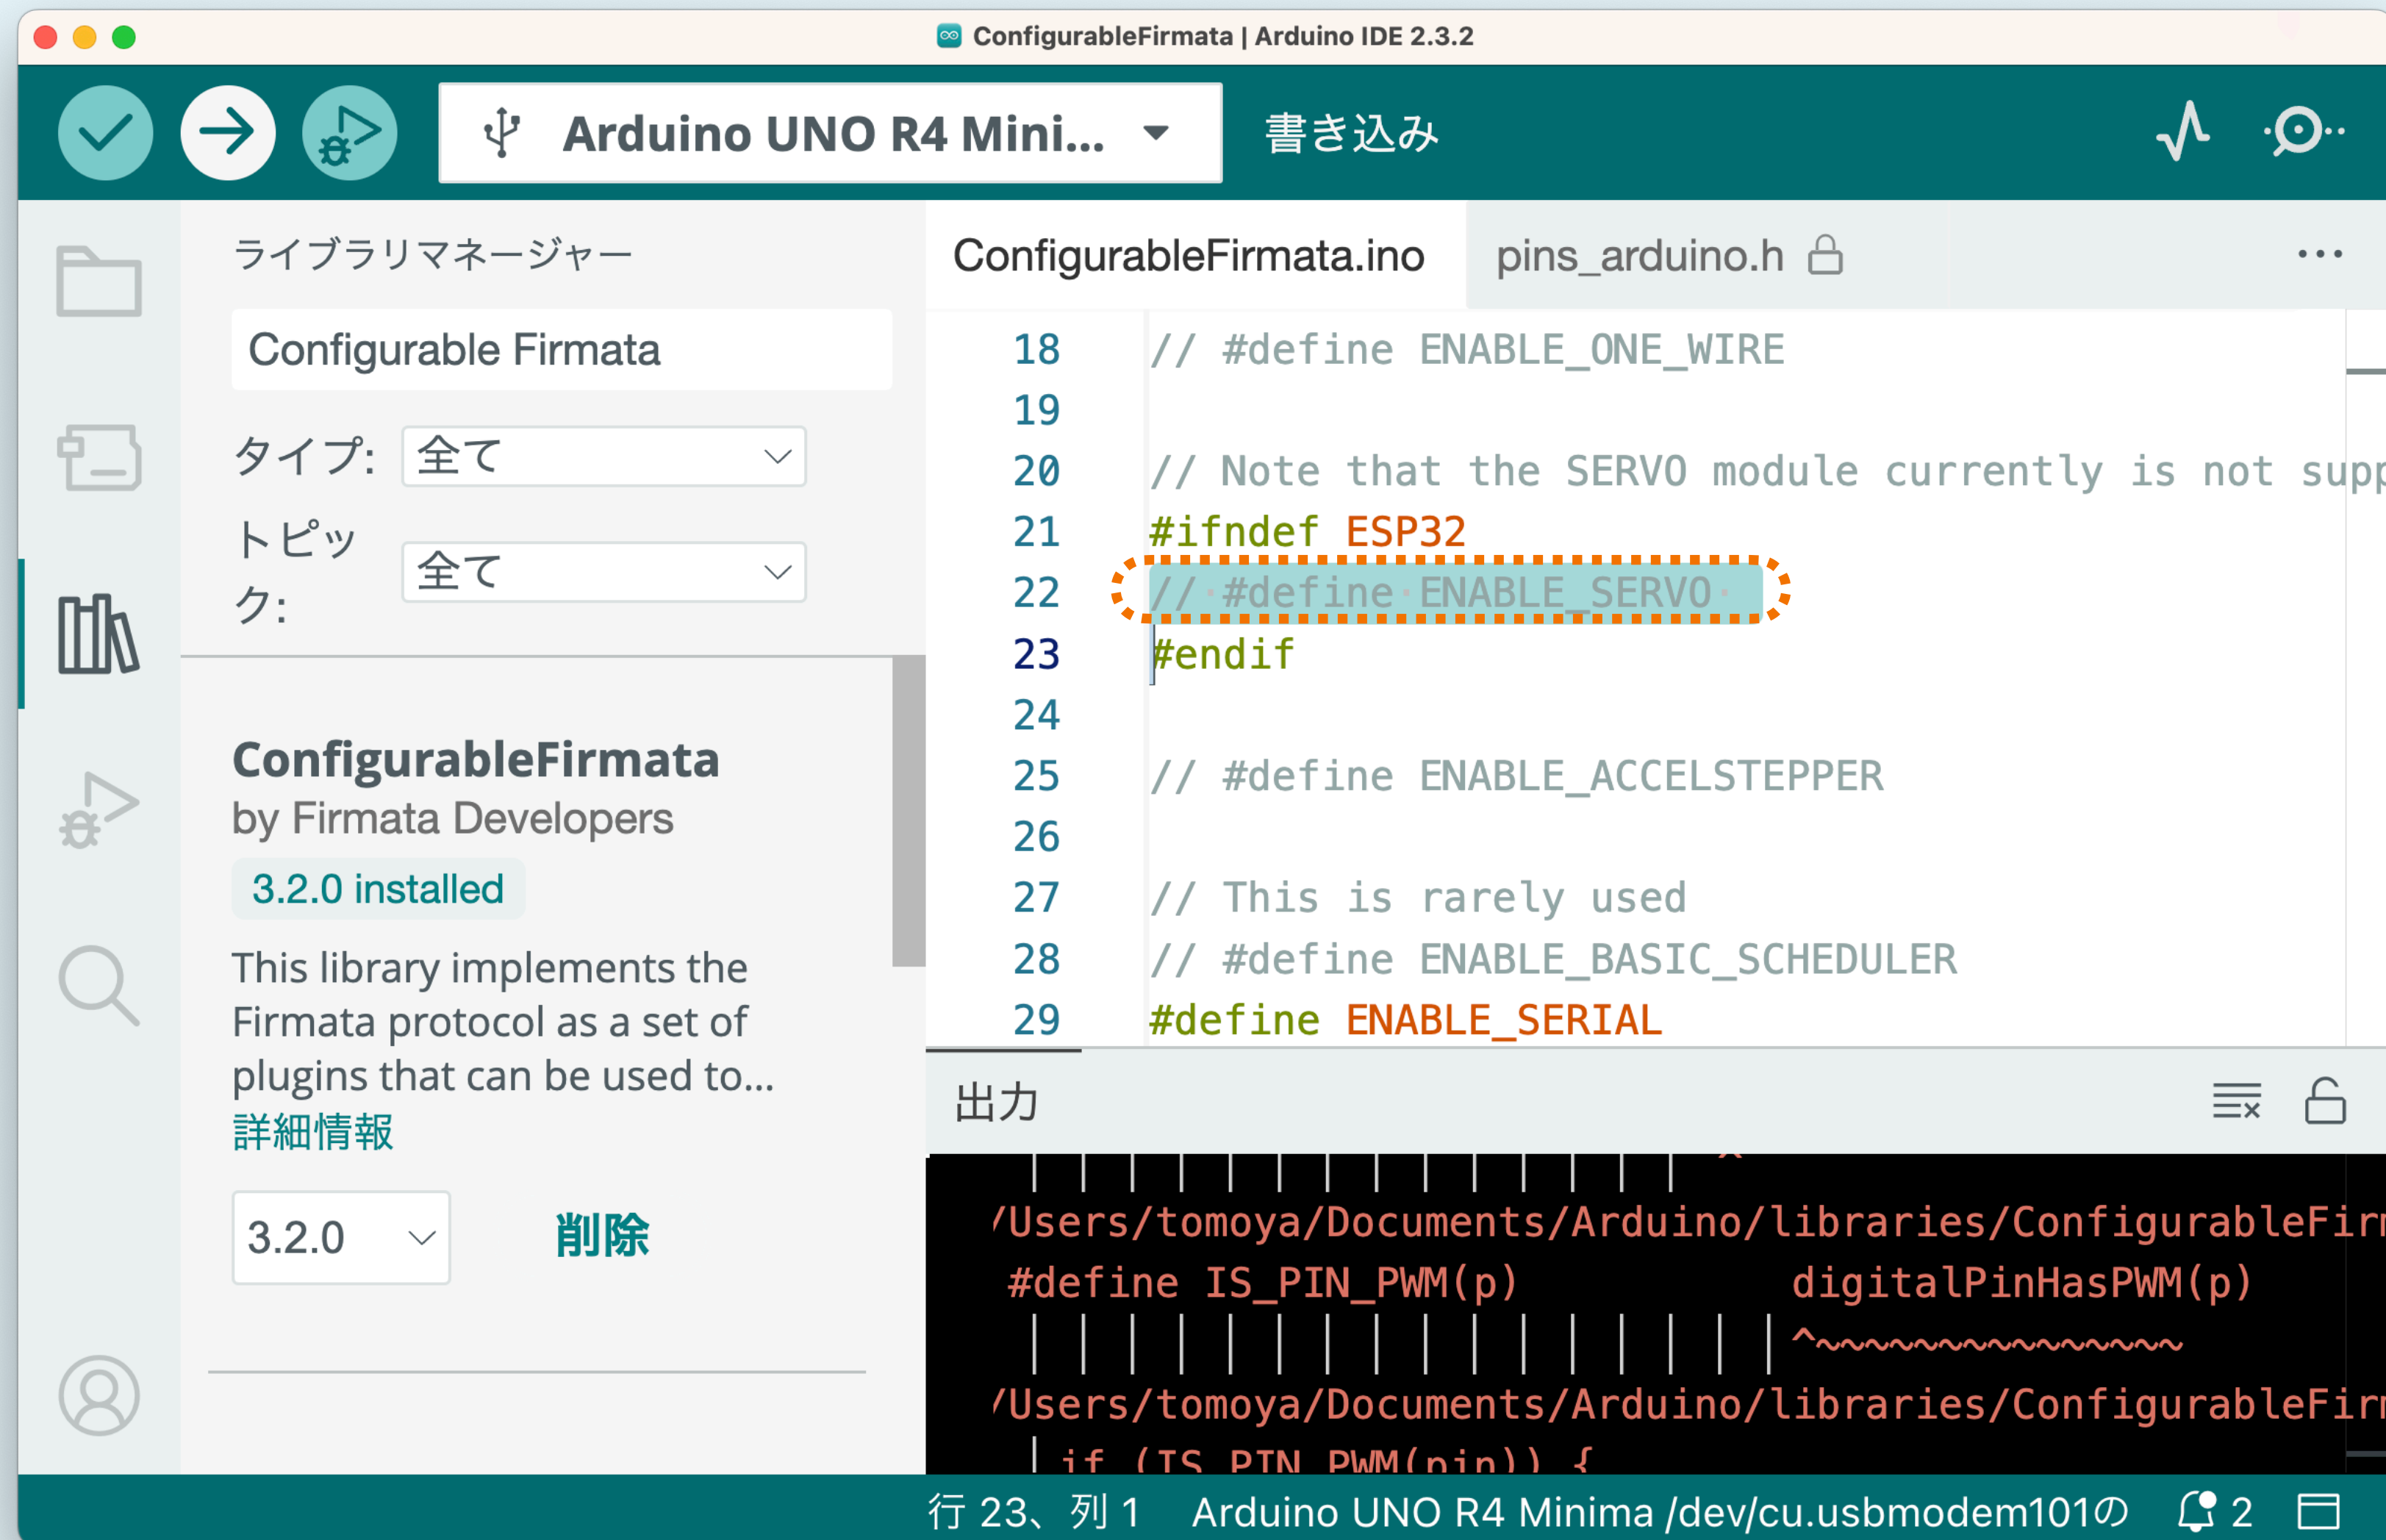 ConfigurableFirmata | Arduino IDE 2.3.2
Arduino UNO R4 Mini...
書き込み
ライブラリマネージャー
Configurable Firmata
タイプ: 全て
トピック: 全て
ConfigurableFirmata
by Firmata Developers
3.2.0 installed
This library implements the
Firmata protocol as a set of
plugins that can be used to...
詳細情報
3.2.0
削除
ConfigurableFirmata.ino
pins_arduino.h
18 // #define ENABLE_ONE_WIRE
19
20 // Note that the SERVO module currently is not supp
21 #ifndef ESP32
22 // #define ENABLE_SERVO
23 #endif
24
25 // #define ENABLE_ACCELSTEPPER
26
27 // This is rarely used
28 // #define ENABLE_BASIC_SCHEDULER
29 #define ENABLE_SERIAL
出力
| | | | | | | | | | | | | | ^
/Users/tomoya/Documents/Arduino/libraries/ConfigurableFirm
#define IS_PIN_PWM(p) digitalPinHasPWM(p)
| | | | | | | | | | | | | | | | ^~~~~~~~~~~~~~~~
/Users/tomoya/Documents/Arduino/libraries/ConfigurableFirm
| if (IS_PIN_PWM(pin)) {
行 23、列 1 Arduino UNO R4 Minima /dev/cu.usbmodem101の 2